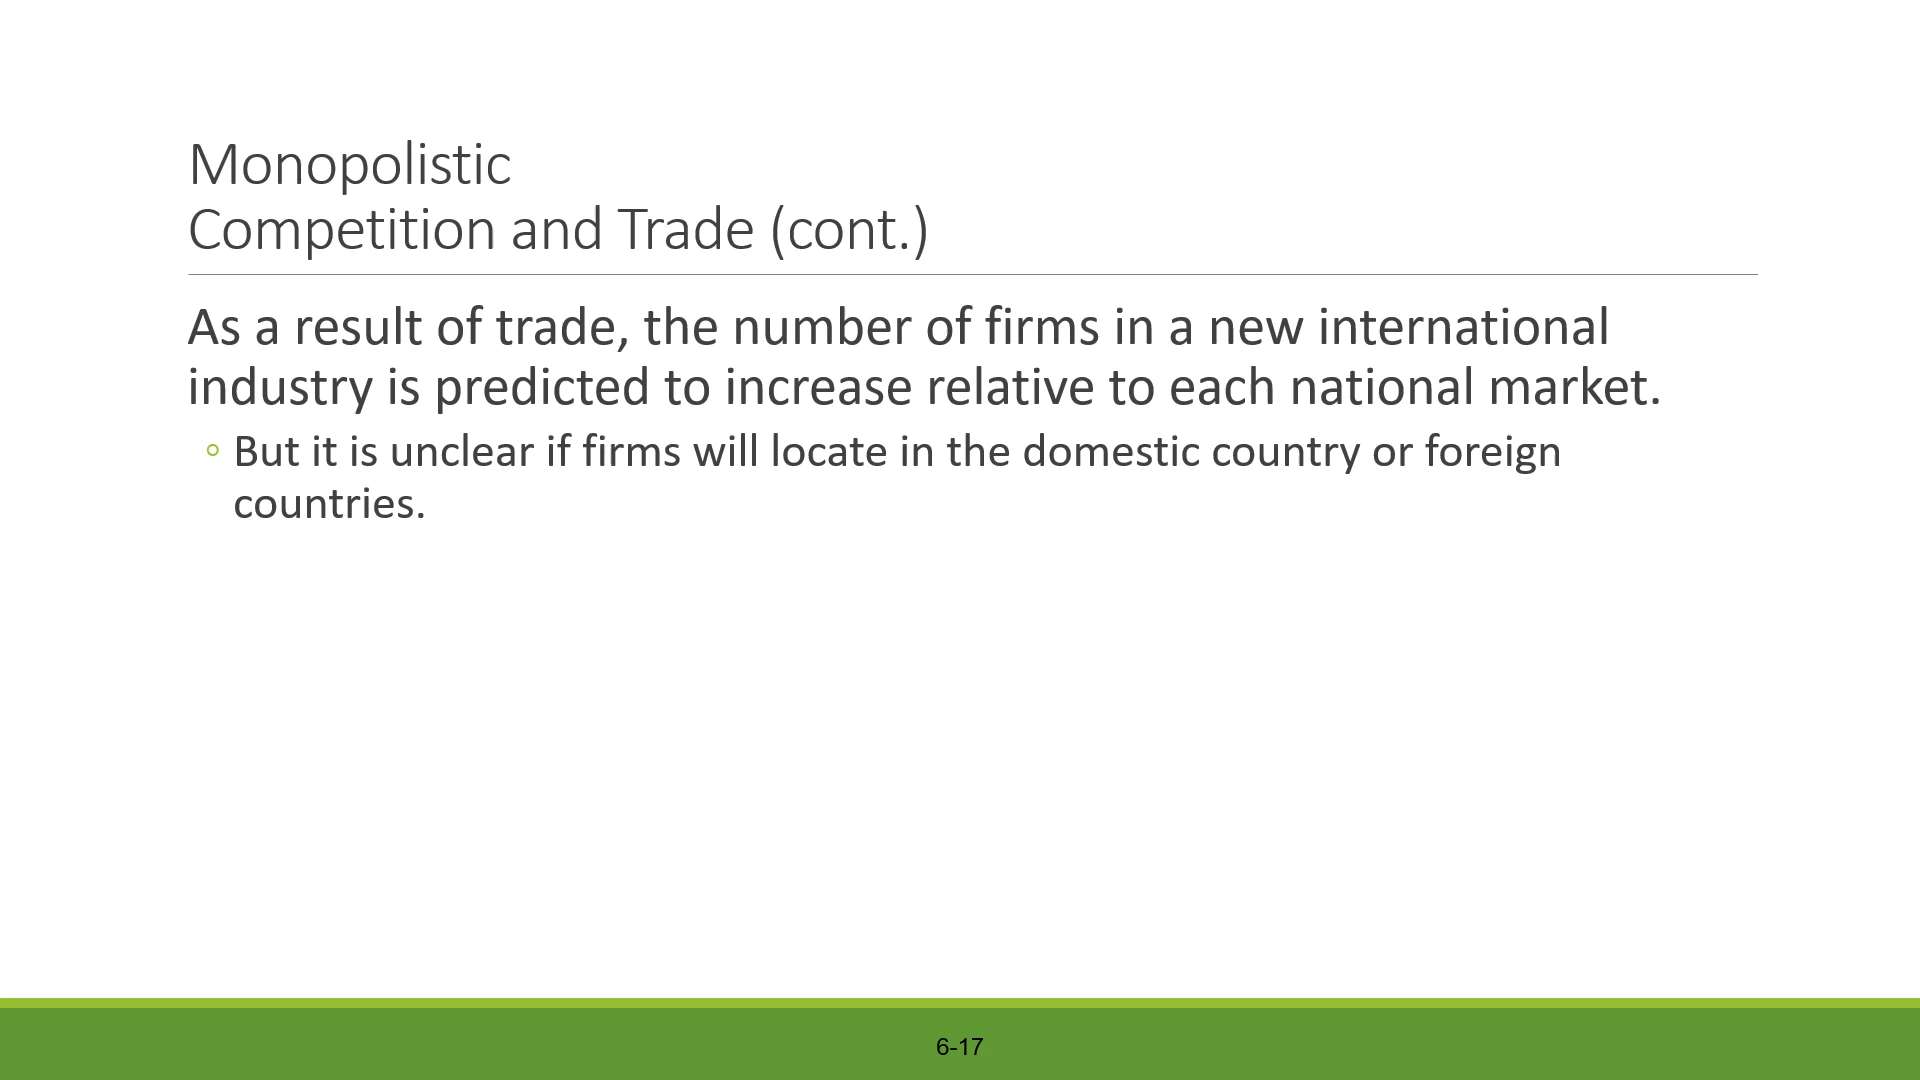 Monopolistic
Competition and Trade (cont.)
As a result of trade, the number of firms in a new international
industry is predicted to increase relative to each national market.
◦ But it is unclear if firms will locate in the domestic country or foreign
countries.
6-17